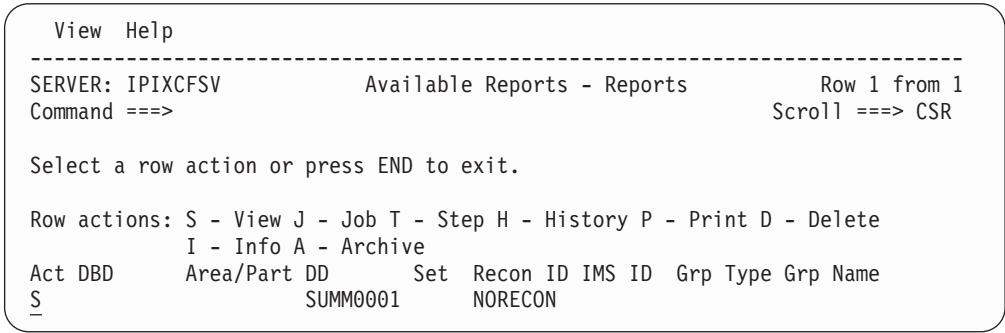 View Help
-------------------------------------------------------------------------------
SERVER: IPIXCFSV Available Reports - Reports Row 1 from 1
Command ===> Scroll ===> CSR
Select a row action or press END to exit.
Row actions: S - View J - Job T - Step H - History P - Print D - Delete
I - Info A - Archive
Act DBD Area/Part DD Set Recon ID IMS ID Grp Type Grp Name
S SUMM0001 NORECON